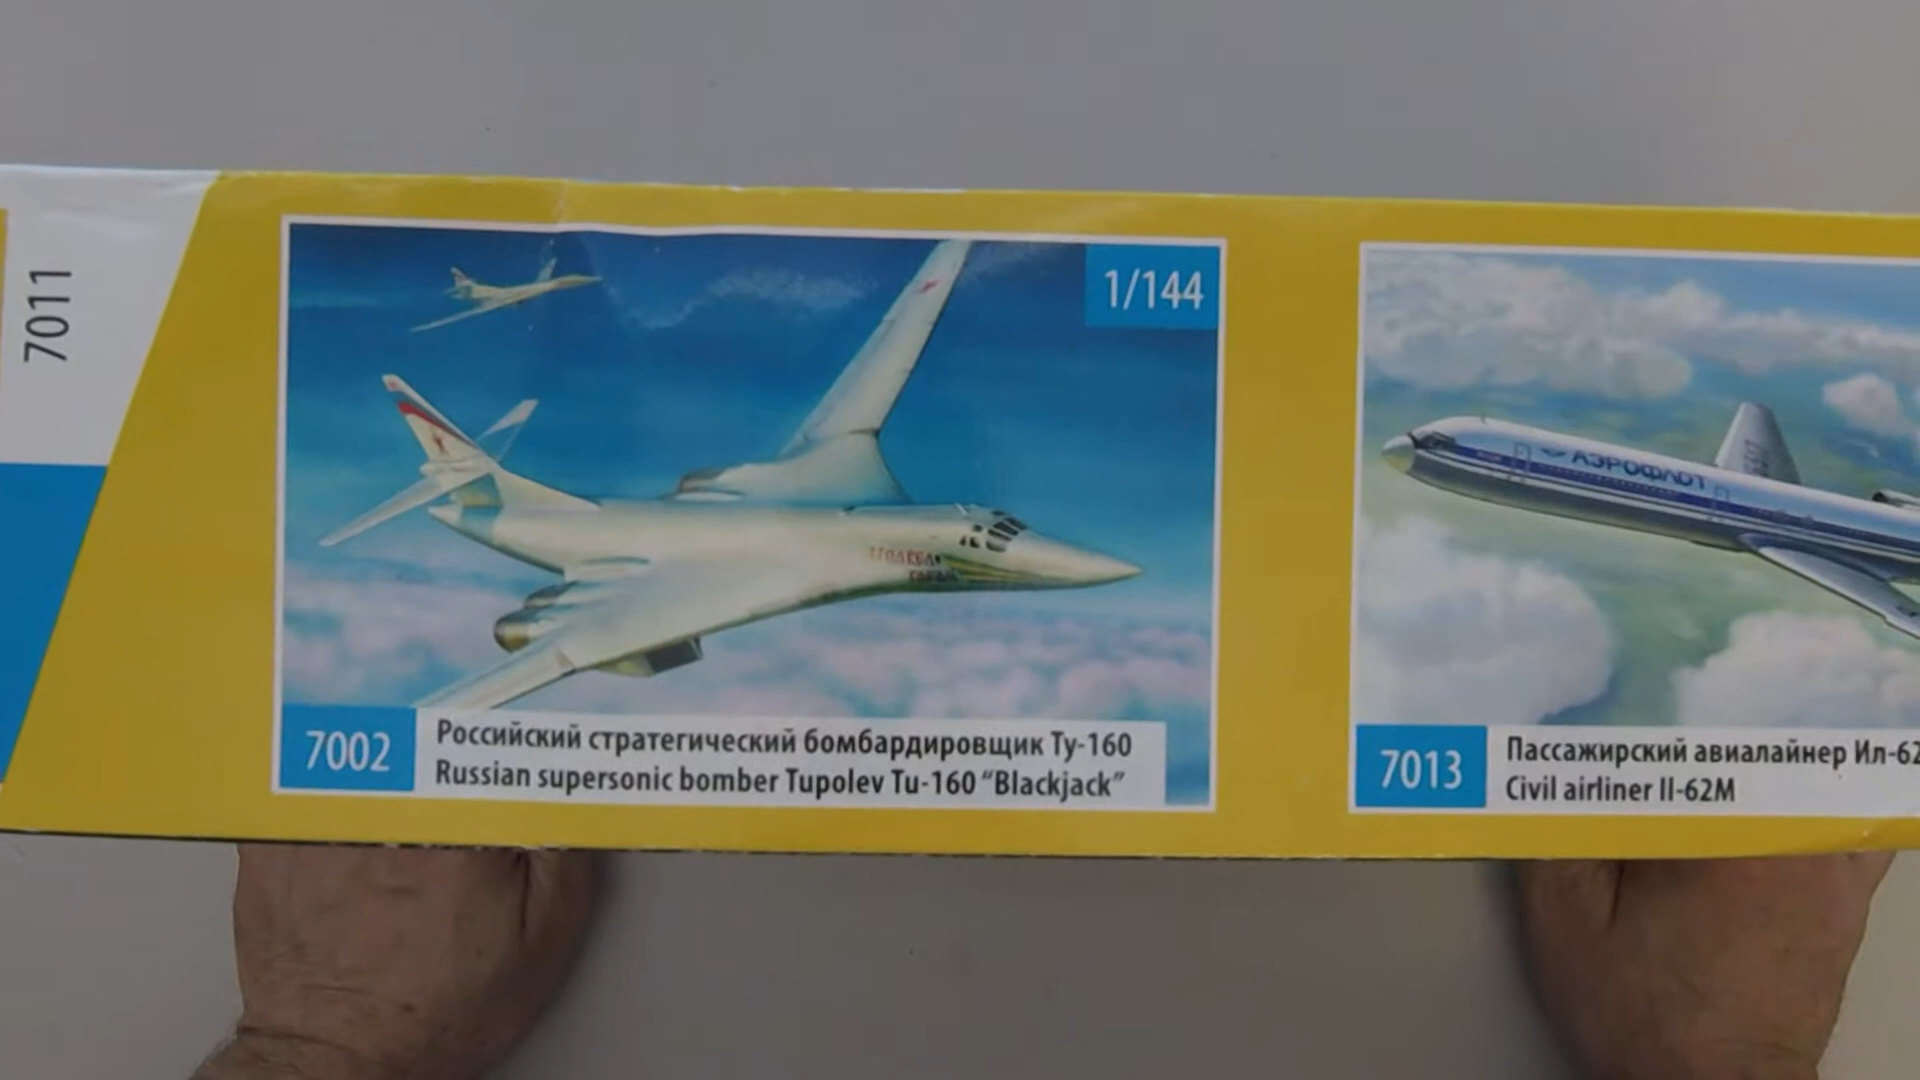 7011
1/144
7002
Российский стратегический бомбардировщик Ту-160
Russian supersonic bomber Tupolev Tu-160 “Blackjack”
АЭРОФЛОТ
7013
Пассажирский авиалайнер Ил-62
Civil airliner Il-62M